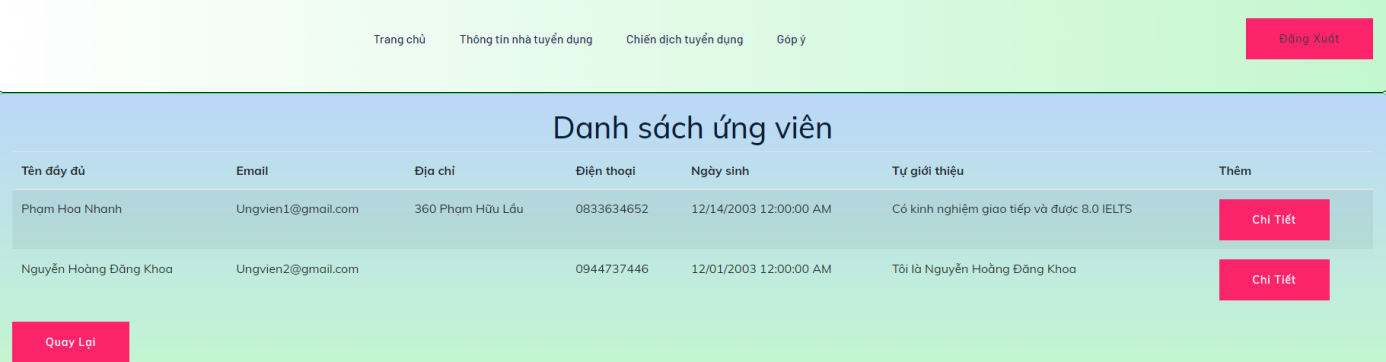 Trang chủ Thông tin nhà tuyển dụng Chiến dịch tuyển dụng Góp ý Đăng Xuất
Danh sách ứng viên
Tên đầy đủ Email Địa chỉ Điện thoại Ngày sinh Tự giới thiệu Thêm
Phạm Hoa Nhanh Ungvien1@gmail.com 360 Phạm Hữu Lầu 0833634652 12/14/2003 12:00:00 AM Có kinh nghiệm giao tiếp và được 8.0 IELTS Chi Tiết
Nguyễn Hoàng Đăng Khoa Ungvien2@gmail.com 0944737446 12/01/2003 12:00:00 AM Tôi là Nguyễn Hoằng Đăng Khoa Chi Tiết
Quay Lại